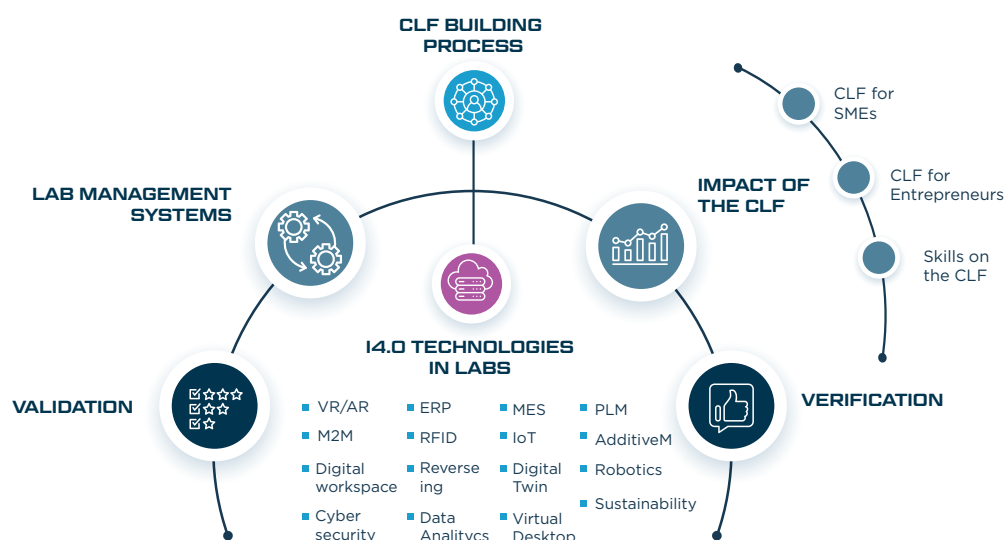 CLF BUILDING
PROCESS
CLF for
SMEs
LAB MANAGEMENT
SYSTEMS
IMPACT OF
THE CLF
CLF for
Entrepreneurs
Skills on
the CLF
I4.0 TECHNOLOGIES
IN LABS
VALIDATION
VERIFICATION
VR/AR
M2M
Digital
workspace
Cyber
security
ERP
RFID
Reverse
ing
Data
Analitycs
MES
IoT
Digital
Twin
Virtual
Desktop
PLM
AdditiveM
Robotics
Sustainability